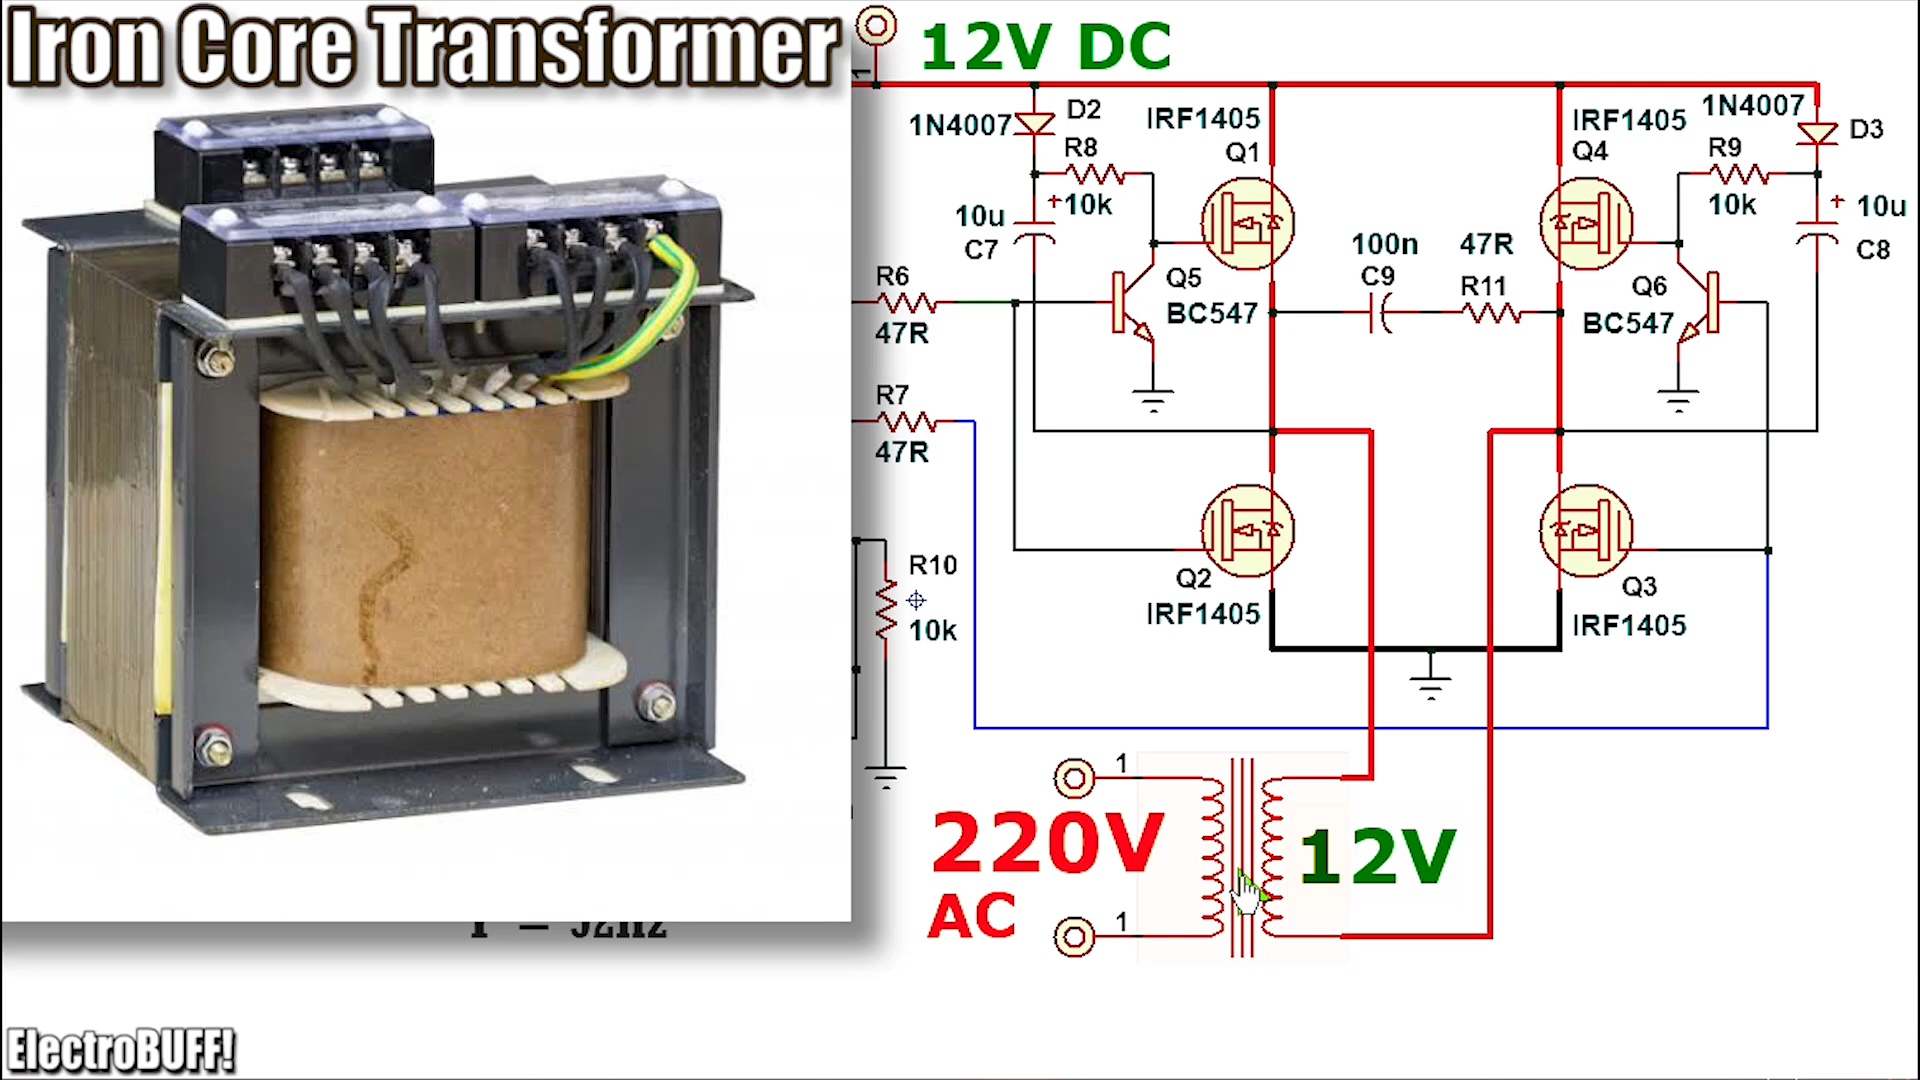 Iron Core Transformer
12V DC
1
1N4007
D2
R8
10k
+
10u
C7
IRF1405
Q1
IRF1405
Q4
1N4007
D3
R9
10k
+
10u
C8
R6
47R
Q5
BC547
100n
C9
47R
R11
Q6
BC547
R7
47R
R10
10k
Q2
IRF1405
Q3
IRF1405
1
220V
AC
1
12V
ElectroBUFF!